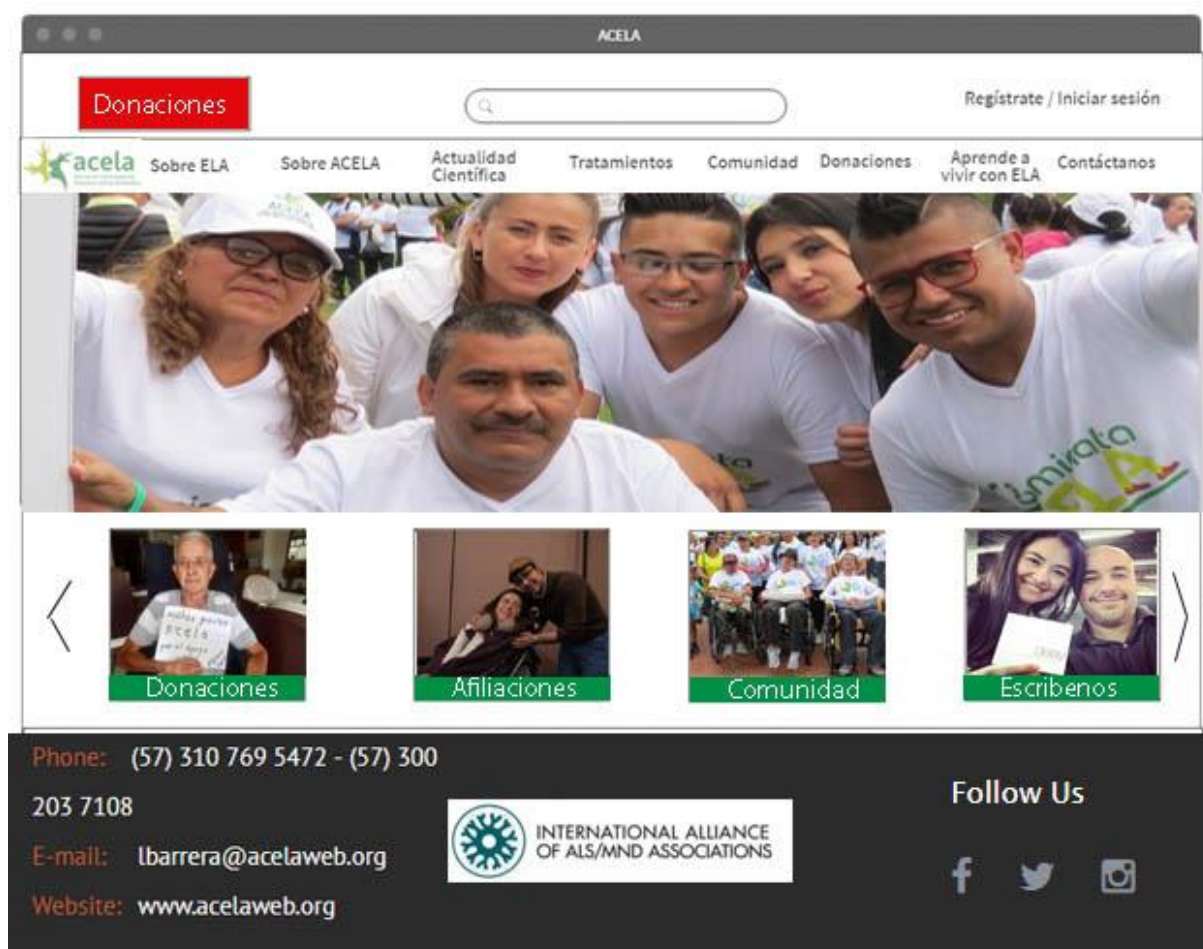 ACELA
Donaciones
Regístrate / Iniciar sesión
acela
Sobre ELA
Sobre ACELA
Actualidad
Científica
Tratamientos
Comunidad
Donaciones
Aprende a
vivir con ELA
Contáctanos
acela
Donaciones
Afiliaciones
Comunidad
Escribenos
Phone: (57) 310 769 5472 - (57) 300
203 7108
E-mail: lbarrera@acelaweb.org
Website: www.acelaweb.org
INTERNATIONAL ALLIANCE
OF ALS/MND ASSOCIATIONS
Follow Us